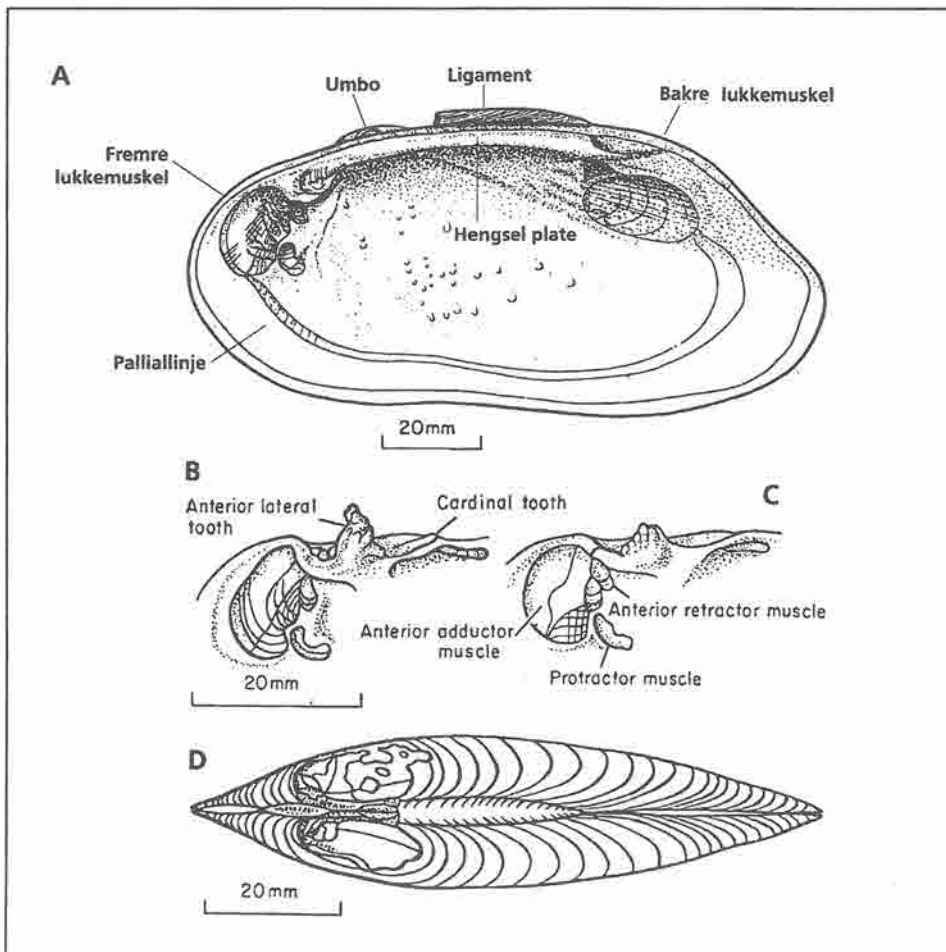 A
Umbo
Ligament
Bakre lukkemuskel
Fremre
lukkemuskel
Hengsel plate
Palliallinje
20mm
B
Anterior lateral
tooth
Cardinal tooth
C
Anterior adductor
muscle
Anterior retractor muscle
Protractor muscle
20mm
D
20mm